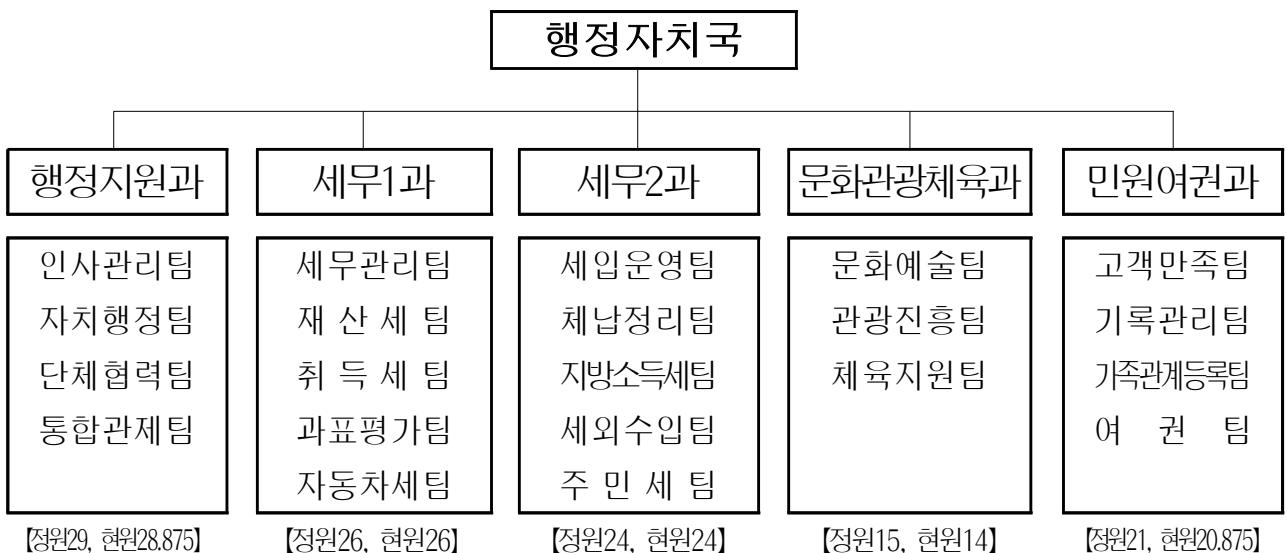 행정자치국
행정지원과
인사관리팀
자치행정팀
단체협력팀
통합관제팀
【정원29, 현원28.875】
세무1과
세무관리팀
재 산 세 팀
취 득 세 팀
과표평가팀
자동차세팀
【정원26, 현원26】
세무2과
세입운영팀
체납정리팀
지방소득세팀
세외수입팀
주 민 세 팀
【정원24, 현원24】
문화관광체육과
문화예술팀
관광진흥팀
체육지원팀
【정원15, 현원14】
민원여권과
고객만족팀
기록관리팀
가족관계등록팀
여 권 팀
【정원21, 현원20.875】